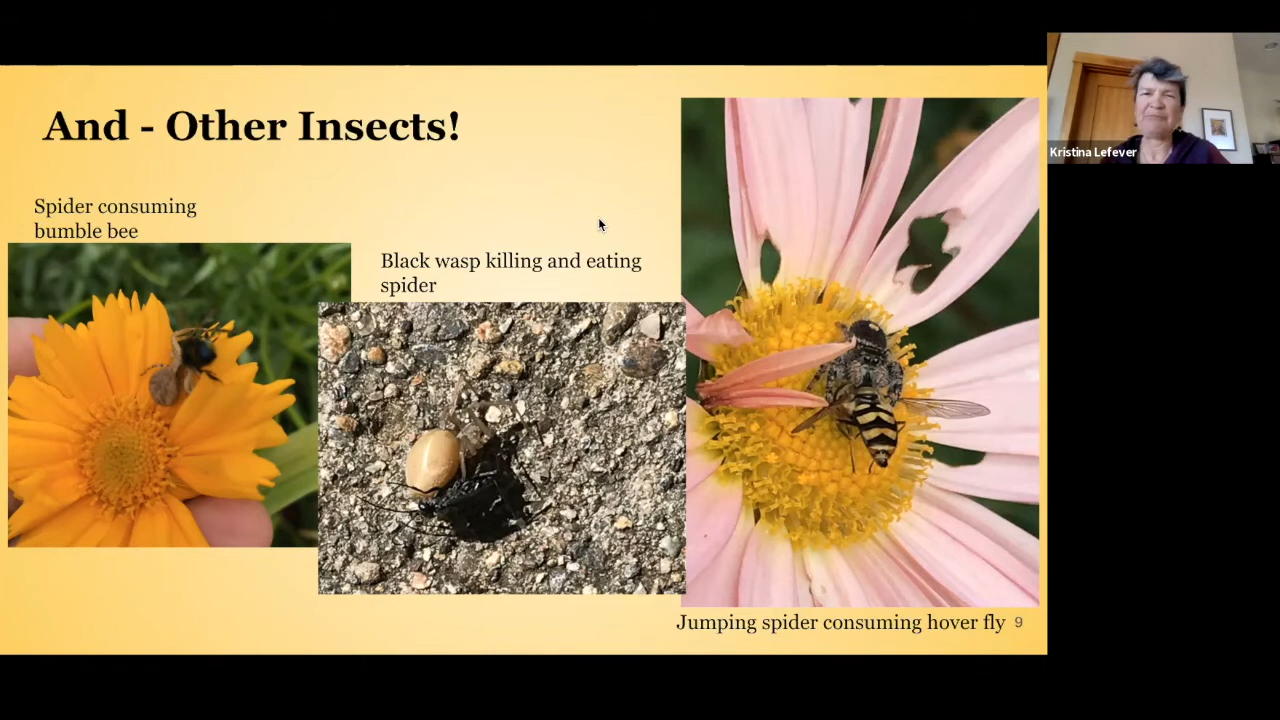 And - Other Insects!
Spider consuming
bumble bee
Black wasp killing and eating
spider
Jumping spider consuming hover fly
9
Kristina Lefever